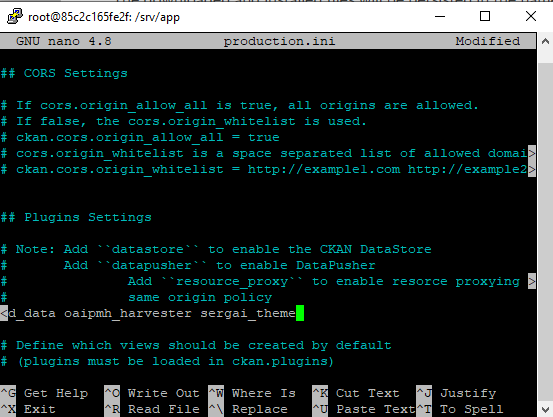 root@85c2c165fe2f: /srv/app
GNU nano 4.8 production.ini Modified
## CORS Settings
# If cors.origin_allow_all is true, all origins are allowed.
# If false, the cors.origin_whitelist is used.
# ckan.cors.origin_allow_all = true
# cors.origin_whitelist is a space separated list of allowed domai>
# ckan.cors.origin_whitelist = http://example1.com http://example2>
## Plugins Settings
# Note: Add ``datastore`` to enable the CKAN DataStore
# Add ``datapusher`` to enable DataPusher
# Add ``resource_proxy`` to enable resorce proxying >
# same origin policy
<d_data oaipmh_harvester sergai_theme
# Define which views should be created by default
# (plugins must be loaded in ckan.plugins)
^G Get Help ^O Write Out ^W Where Is ^K Cut Text ^J Justify
^X Exit ^R Read File ^\ Replace ^U Paste Text^T To Spell